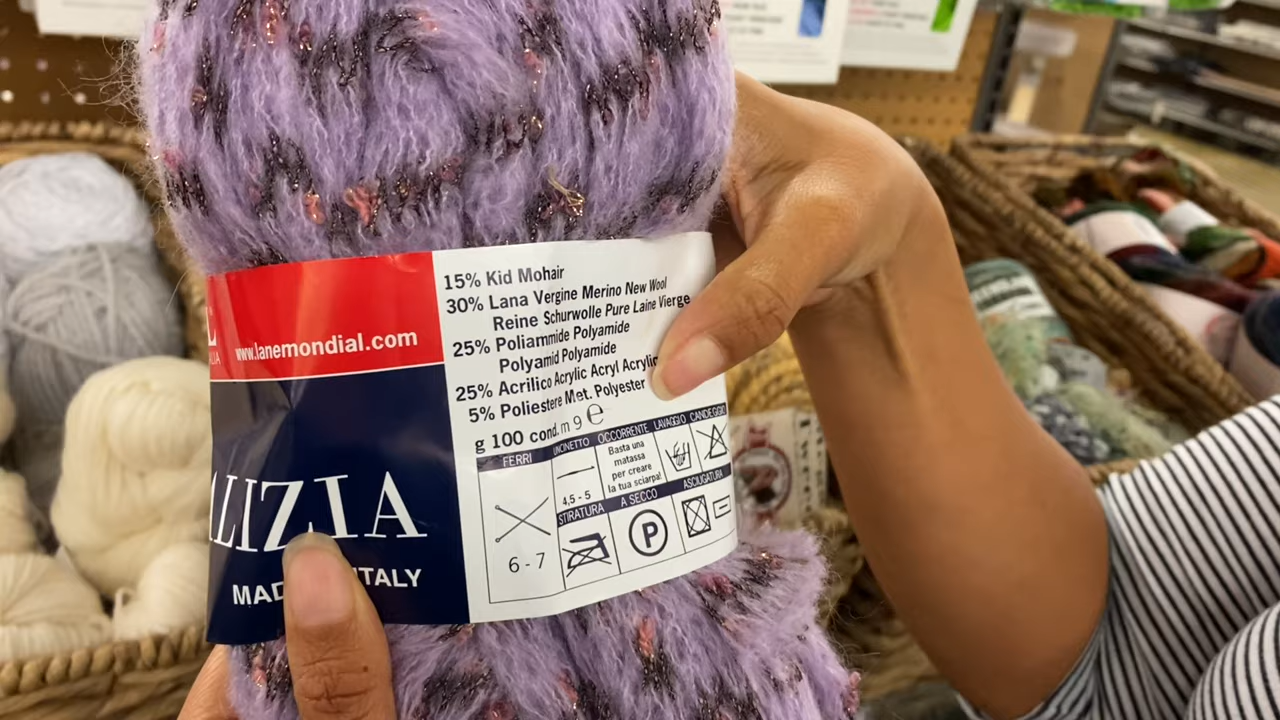 www.lanemondial.com
LIZIA
ITALY
15% Kid Mohair
30% Lana Vergine Merino New Wool
Reine Schurwolle Pure Laine Vierge
25% Poliammide Polyamide
Polyamid Polyamide
25% Acrilico Acrylic Acryl Acrylic
5% Poliestere Met. Polyester
g 100 cond. m 9 ℮
FERRI
6 - 7
UNCINETTO
4,5 - 5
OCCORRENTE
Basta una
matassa
per creare
la tua sciarpa!
LAVAGGIO
CANDEGGIO
STIRATURA
A SECCO
P
ASCIUGATURA